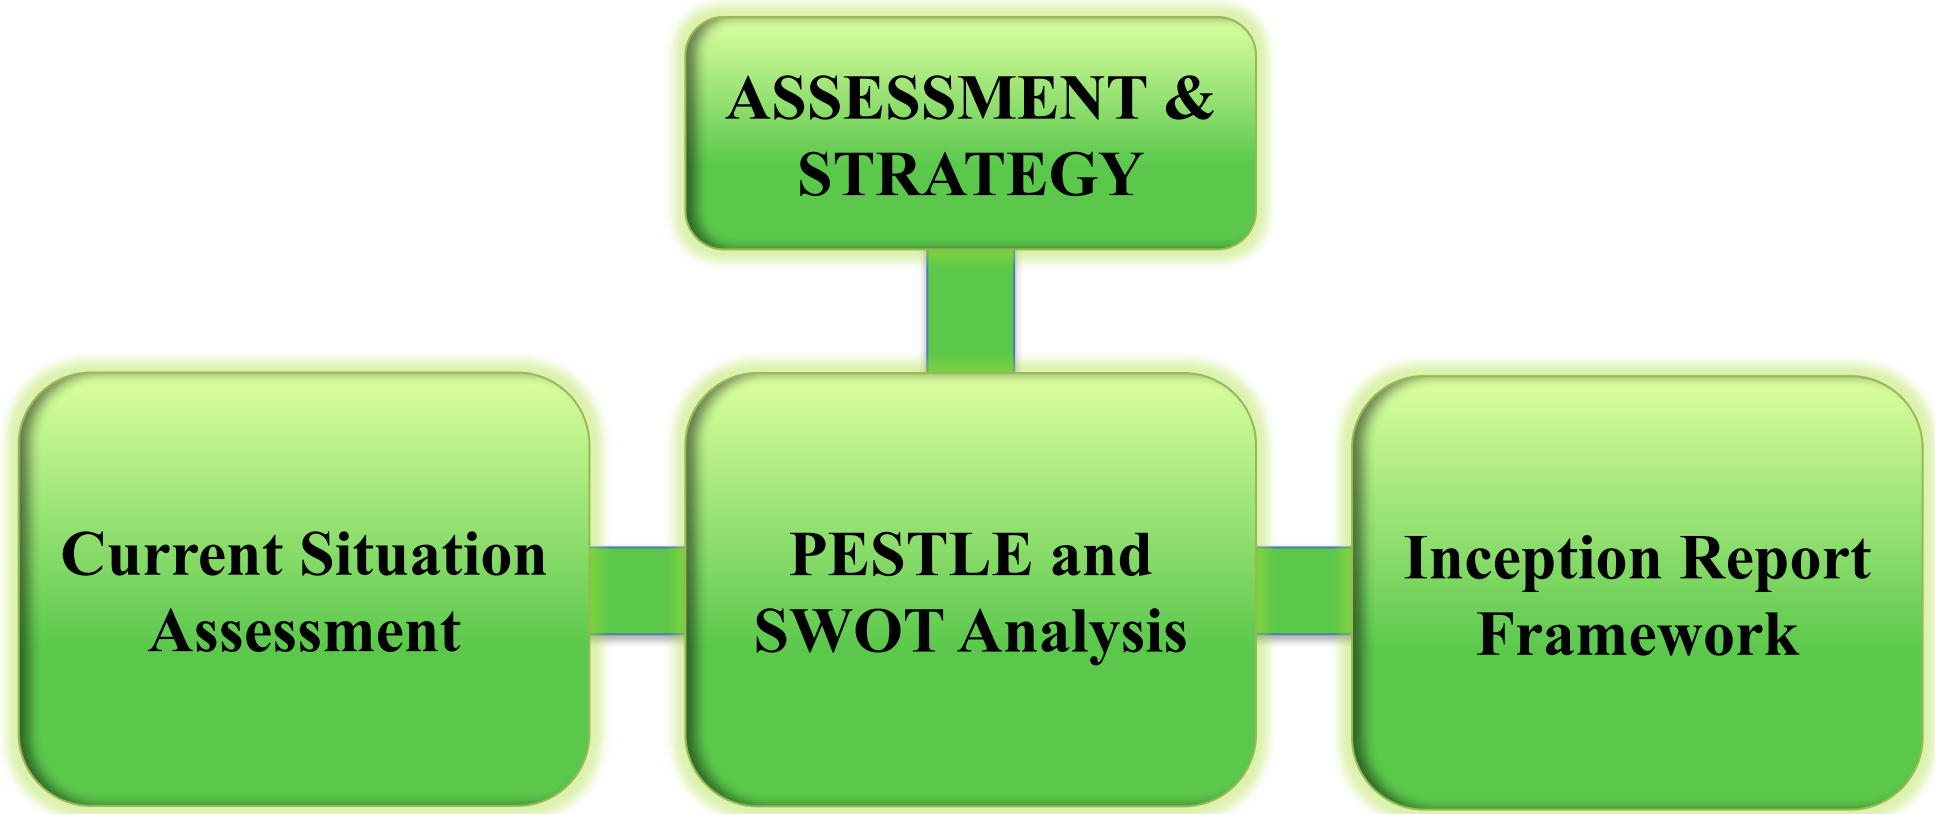 ASSESSMENT &
STRATEGY
Current Situation
Assessment
PESTLE and
SWOT Analysis
Inception Report
Framework